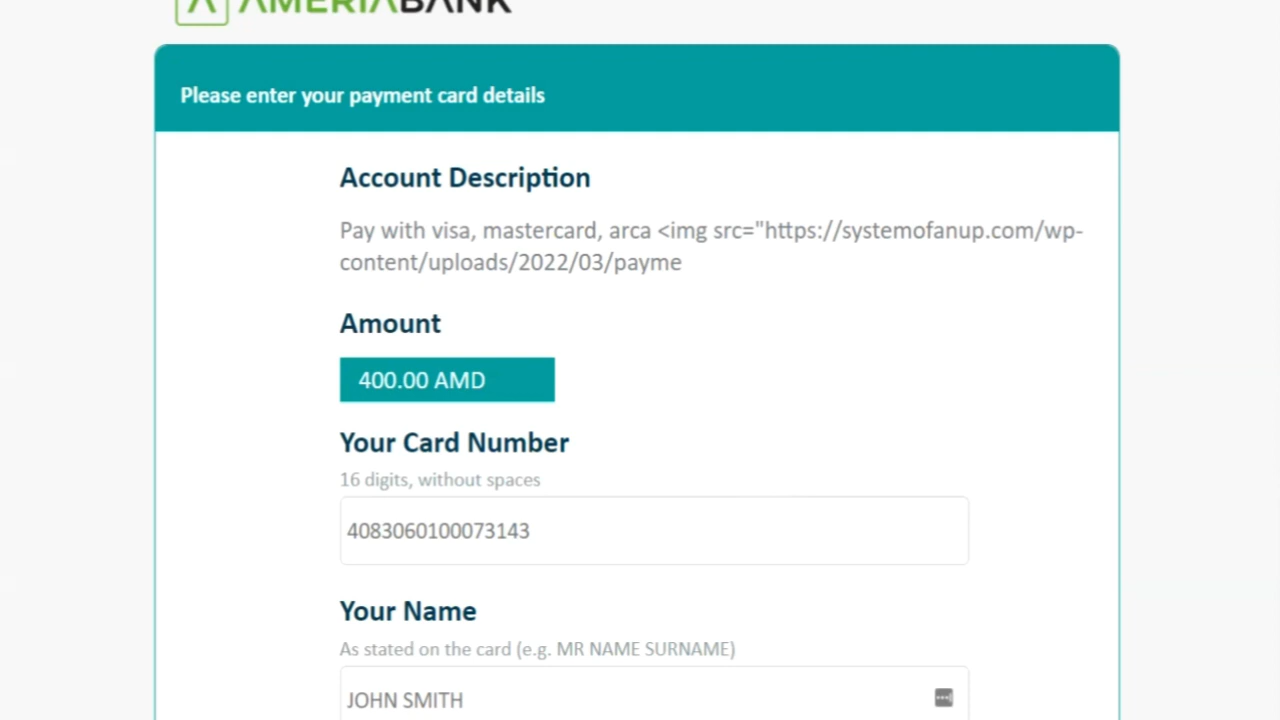 AMERIABANK
Please enter your payment card details
Account Description
Pay with visa, mastercard, arca <img src="https://systemofanup.com/wp-
content/uploads/2022/03/payme
Amount
400.00 AMD
Your Card Number
16 digits, without spaces
4083060100073143
Your Name
As stated on the card (e.g. MR NAME SURNAME)
JOHN SMITH